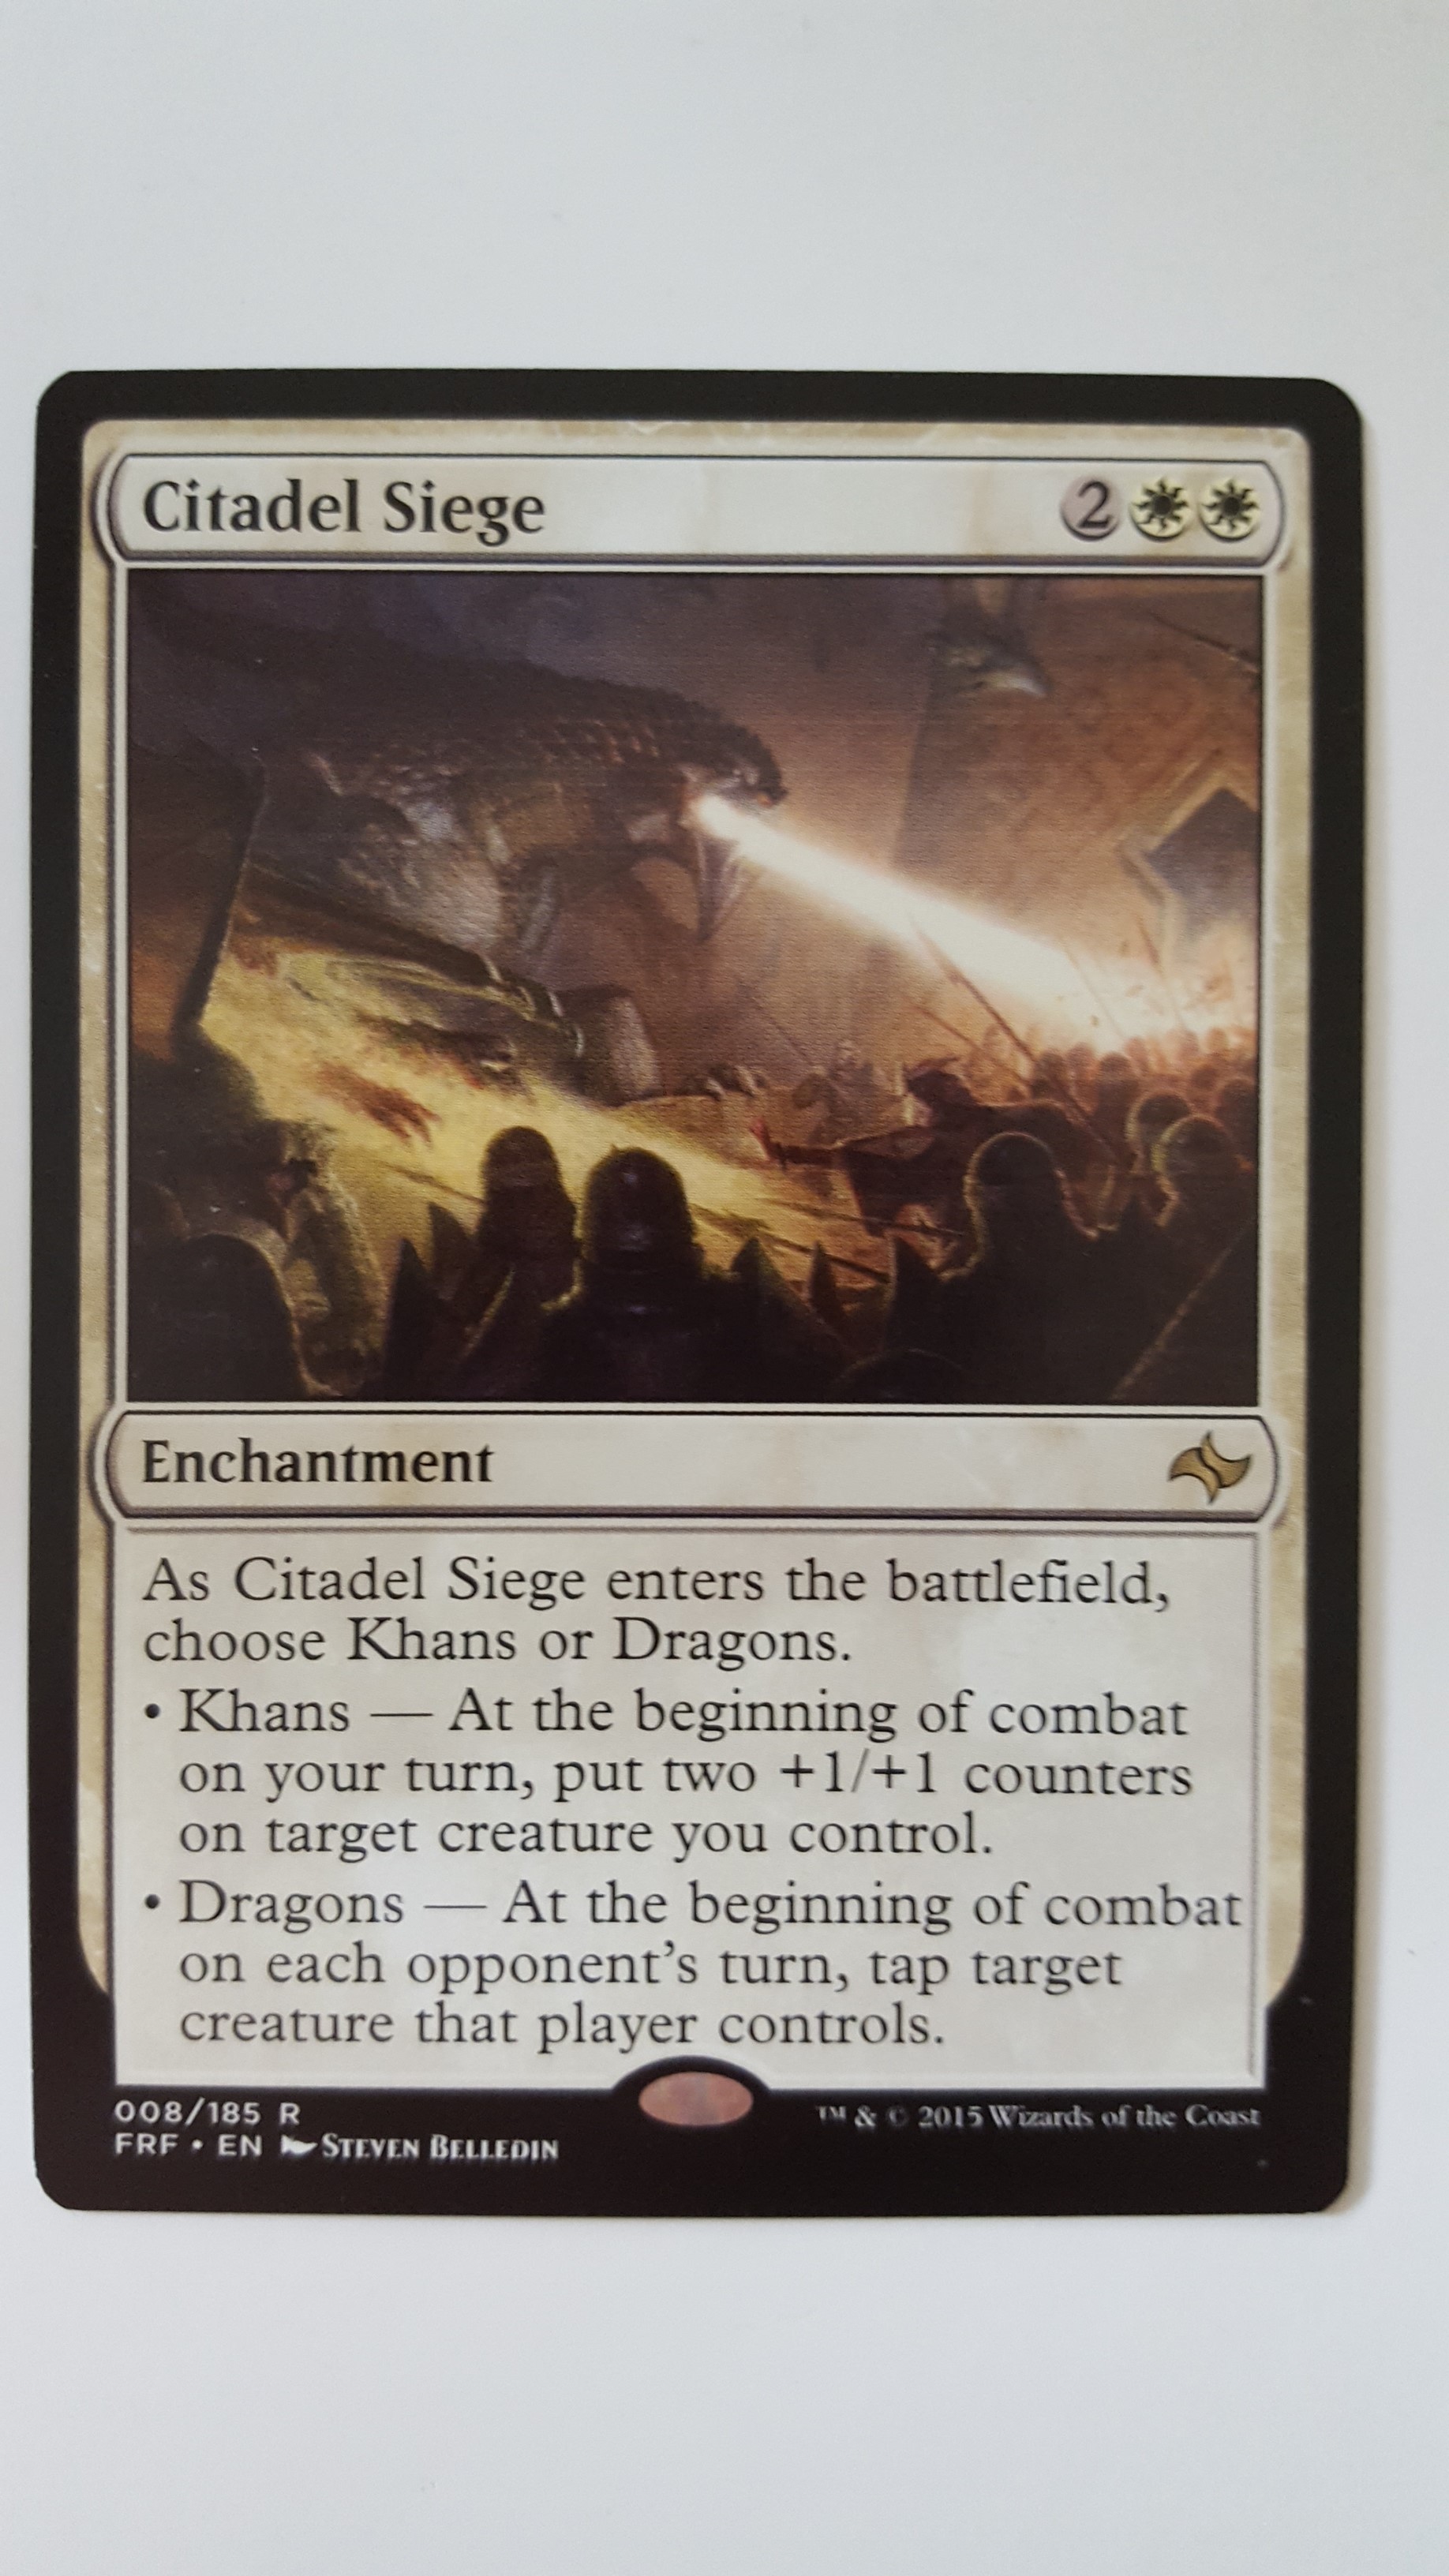 Citadel Siege 2
Enchantment
As Citadel Siege enters the battlefield,
choose Khans or Dragons.
• Khans — At the beginning of combat
on your turn, put two +1/+1 counters
on target creature you control.
• Dragons — At the beginning of combat
on each opponent's turn, tap target
creature that player controls.
008/185 R
FRF • EN STEVEN BELLEDIN
™ & © 2015 Wizards of the Coast